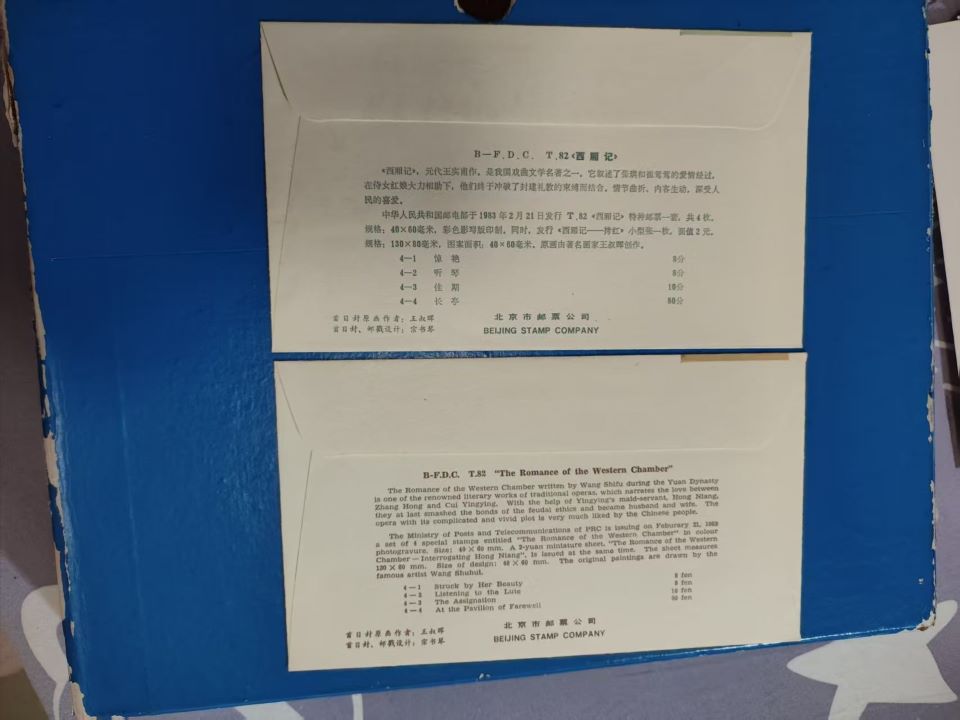 B—F.D.C. T.82《西厢记》
《西厢记》，元代王实甫作，是我国戏曲文学名著之一，它叙述了张珙和崔莺莺的爱情经过，
在侍女红娘大力相助下，他们终于冲破了封建礼教的束缚而结合。情节曲折、内容生动，深受人
民的喜爱。
中华人民共和国邮电部于1983年2月21日发行 T.82《西厢记》特种邮票一套，共4枚。
规格：40×60毫米，彩色影写版印制。同时，发行《西厢记——拷红》小型张一枚。面值2元。
规格：130×80毫米，图案面积：40×60毫米，原画由著名画家王叔晖创作。
4—1 惊艳 8分
4—2 听琴 8分
4—3 佳期 10分
4—4 长亭 80分
首日封原画作者：王叔晖
首日封、邮戳设计：宗书琴
北京市邮票公司
BEIJING STAMP COMPANY
B-F.D.C. T.82 "The Romance of the Western Chamber"
The Romance of the Western Chamber written by Wang Shifu during the Yuan Dynasty
is one of the renowned literary works of traditional operas, which narrates the love between
Zhang Hong and Cui Yingying. With the help of Yingying's maid-servant, Hong Niang,
they at last smashed the bonds of the feudal ethics and became husband and wife. The
opera with its complicated and vivid plot is very much liked by the Chinese people.
The Ministry of Posts and Telecommunications of PRC is issuing on Feburary 21, 1983
a set of 4 special stamps entitled "The Romance of the Western Chamber" in colour
photogravure. Size: 40 × 60 mm. A 2-yuan miniature sheet, "The Romance of the Western
Chamber — Interrogating Hong Niang", is issued at the same time. The sheet measures
130 × 80 mm. Size of design: 40 × 60 mm. The original paintings are drawn by the
famous artist Wang Shuhui.
4—1 Struck by Her Beauty 8 fen
4—2 Listening to the Lute 8 fen
4—3 The Assignation 10 fen
4—4 At the Pavilion of Farewell 80 fen
首日封原画作者：王叔晖
首日封、邮戳设计：宗书琴
北京市邮票公司
BEIJING STAMP COMPANY